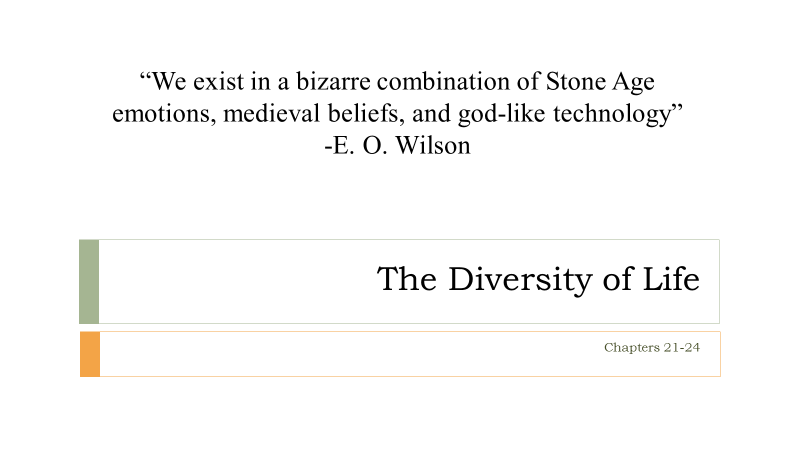 “We exist in a bizarre combination of Stone Age
emotions, medieval beliefs, and god-like technology”
-E. O. Wilson
The Diversity of Life
Chapters 21-24